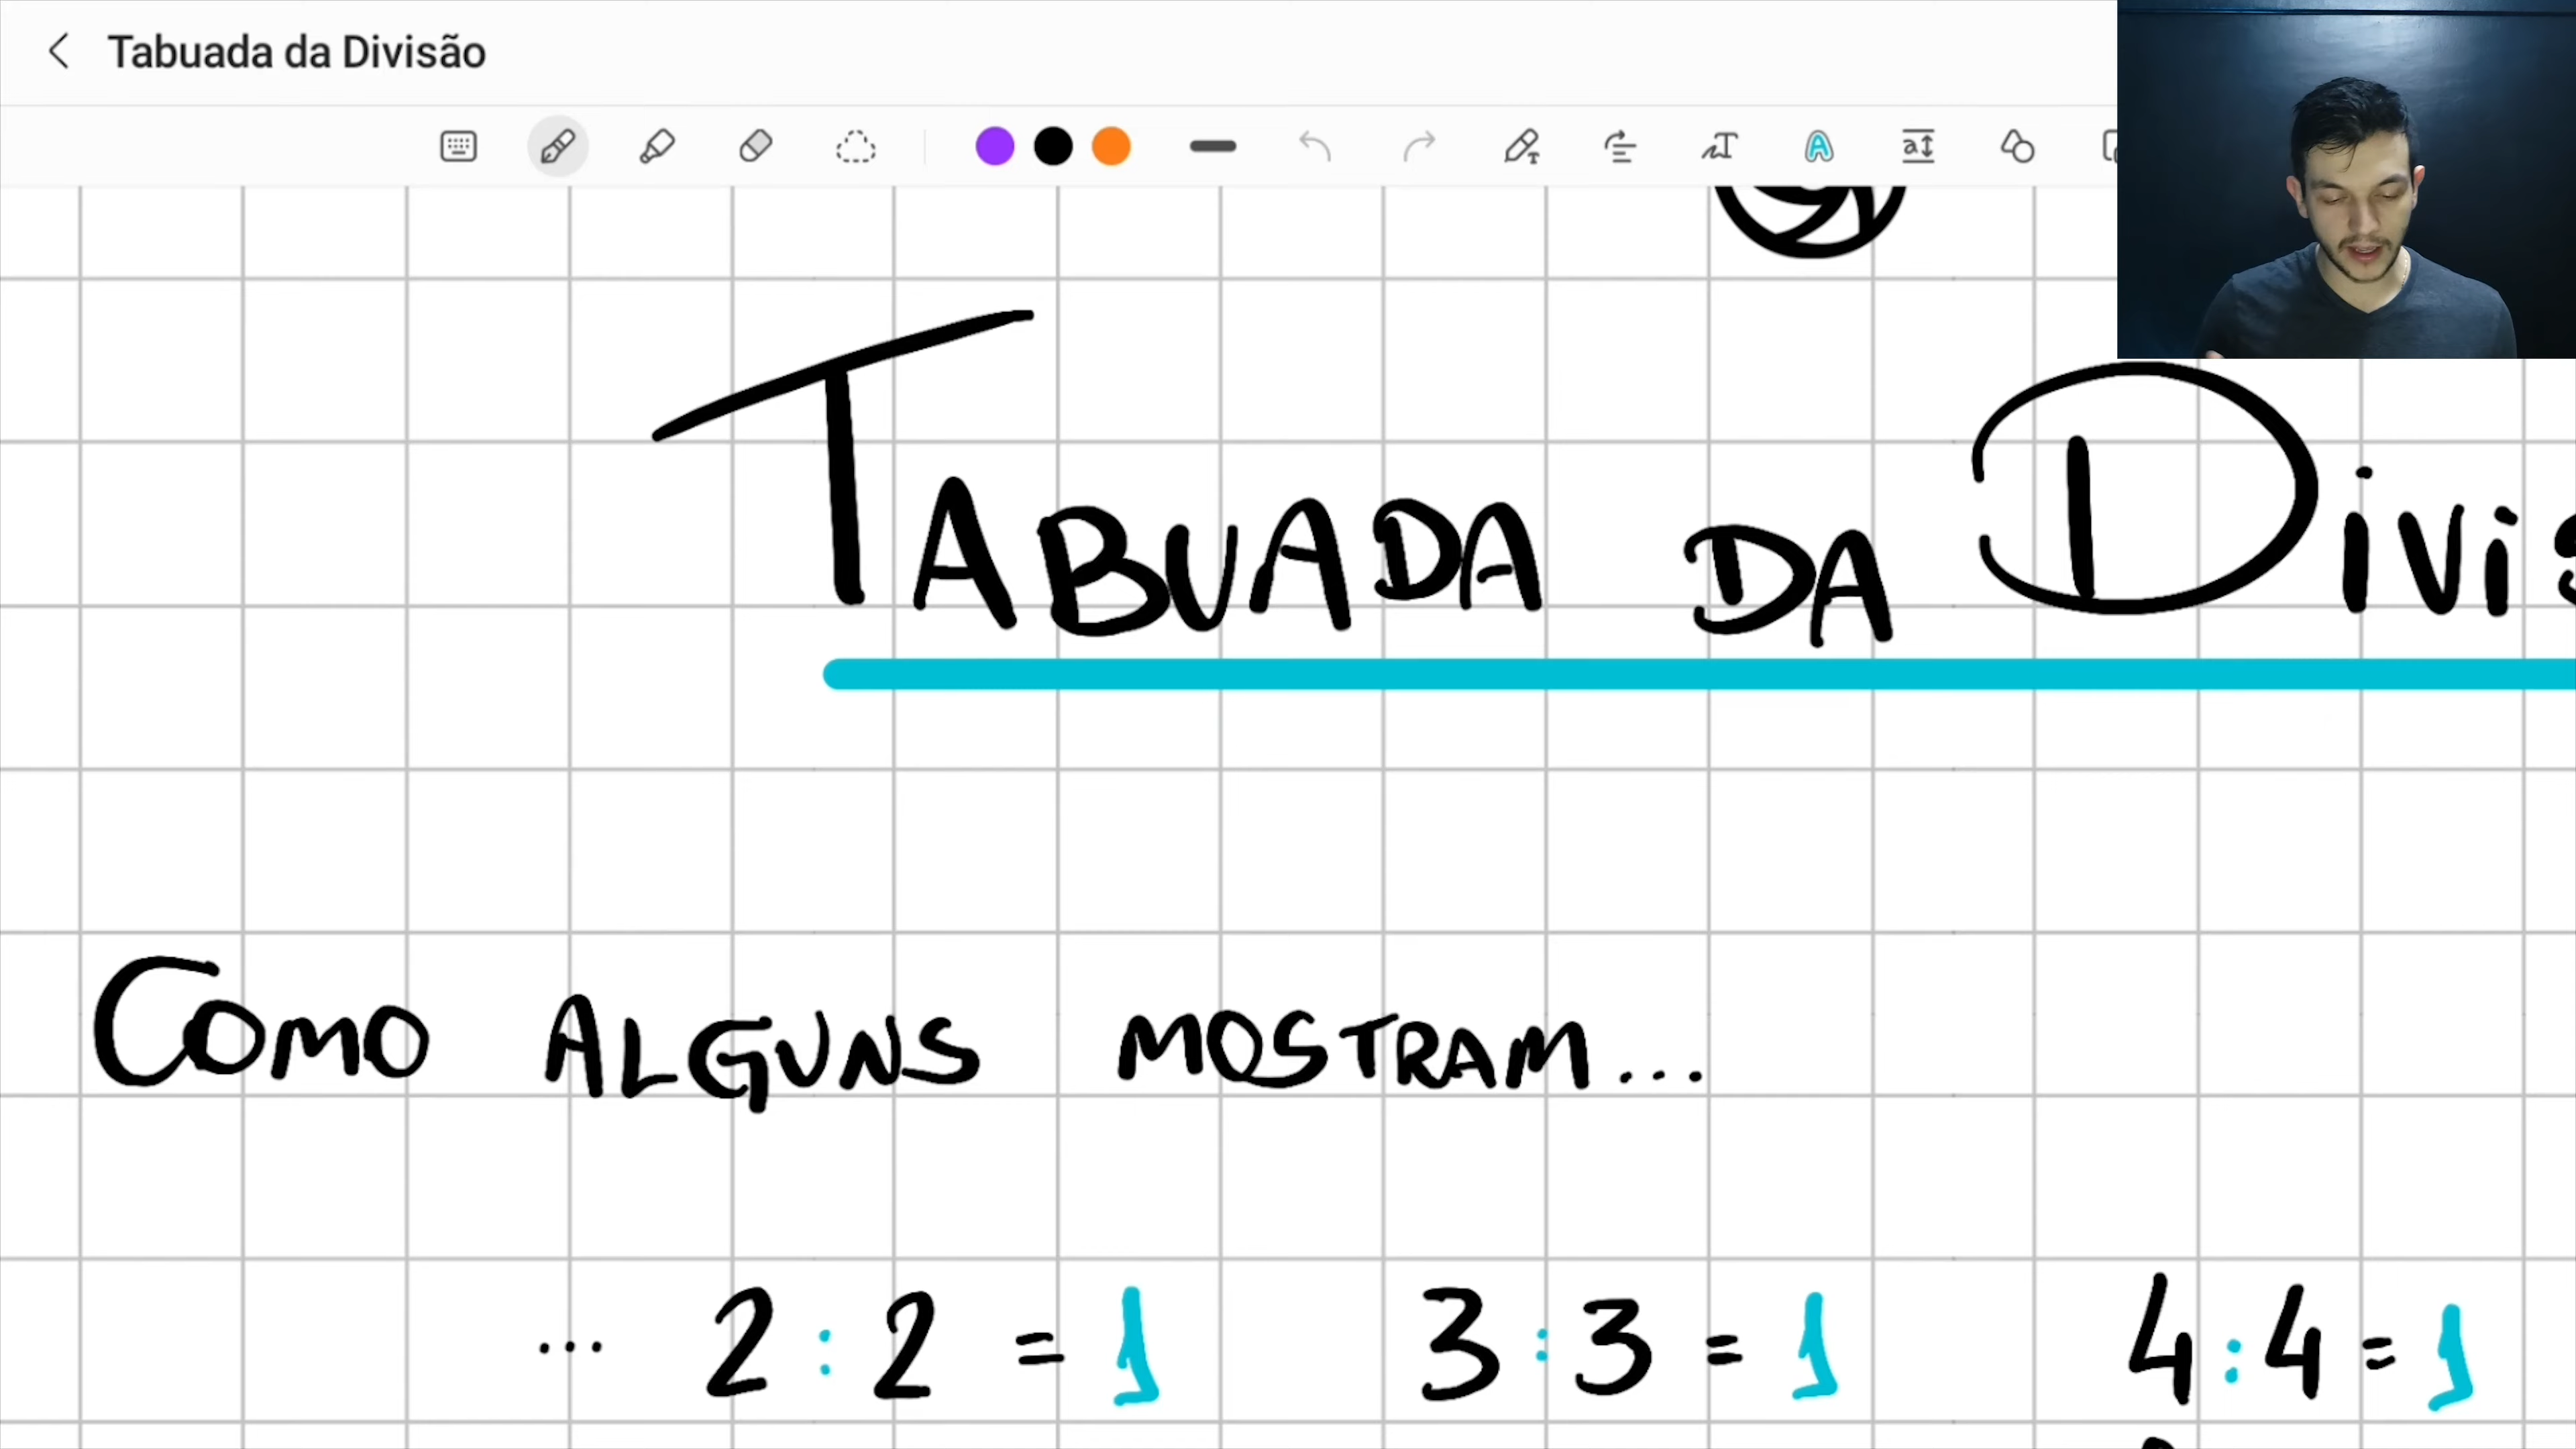 Tabuada da Divisão
TABUADA DA DIVIS
COMO ALGUNS MOSTRAM...
... 2 : 2 = 1 3 : 3 = 1 4 : 4 = 1